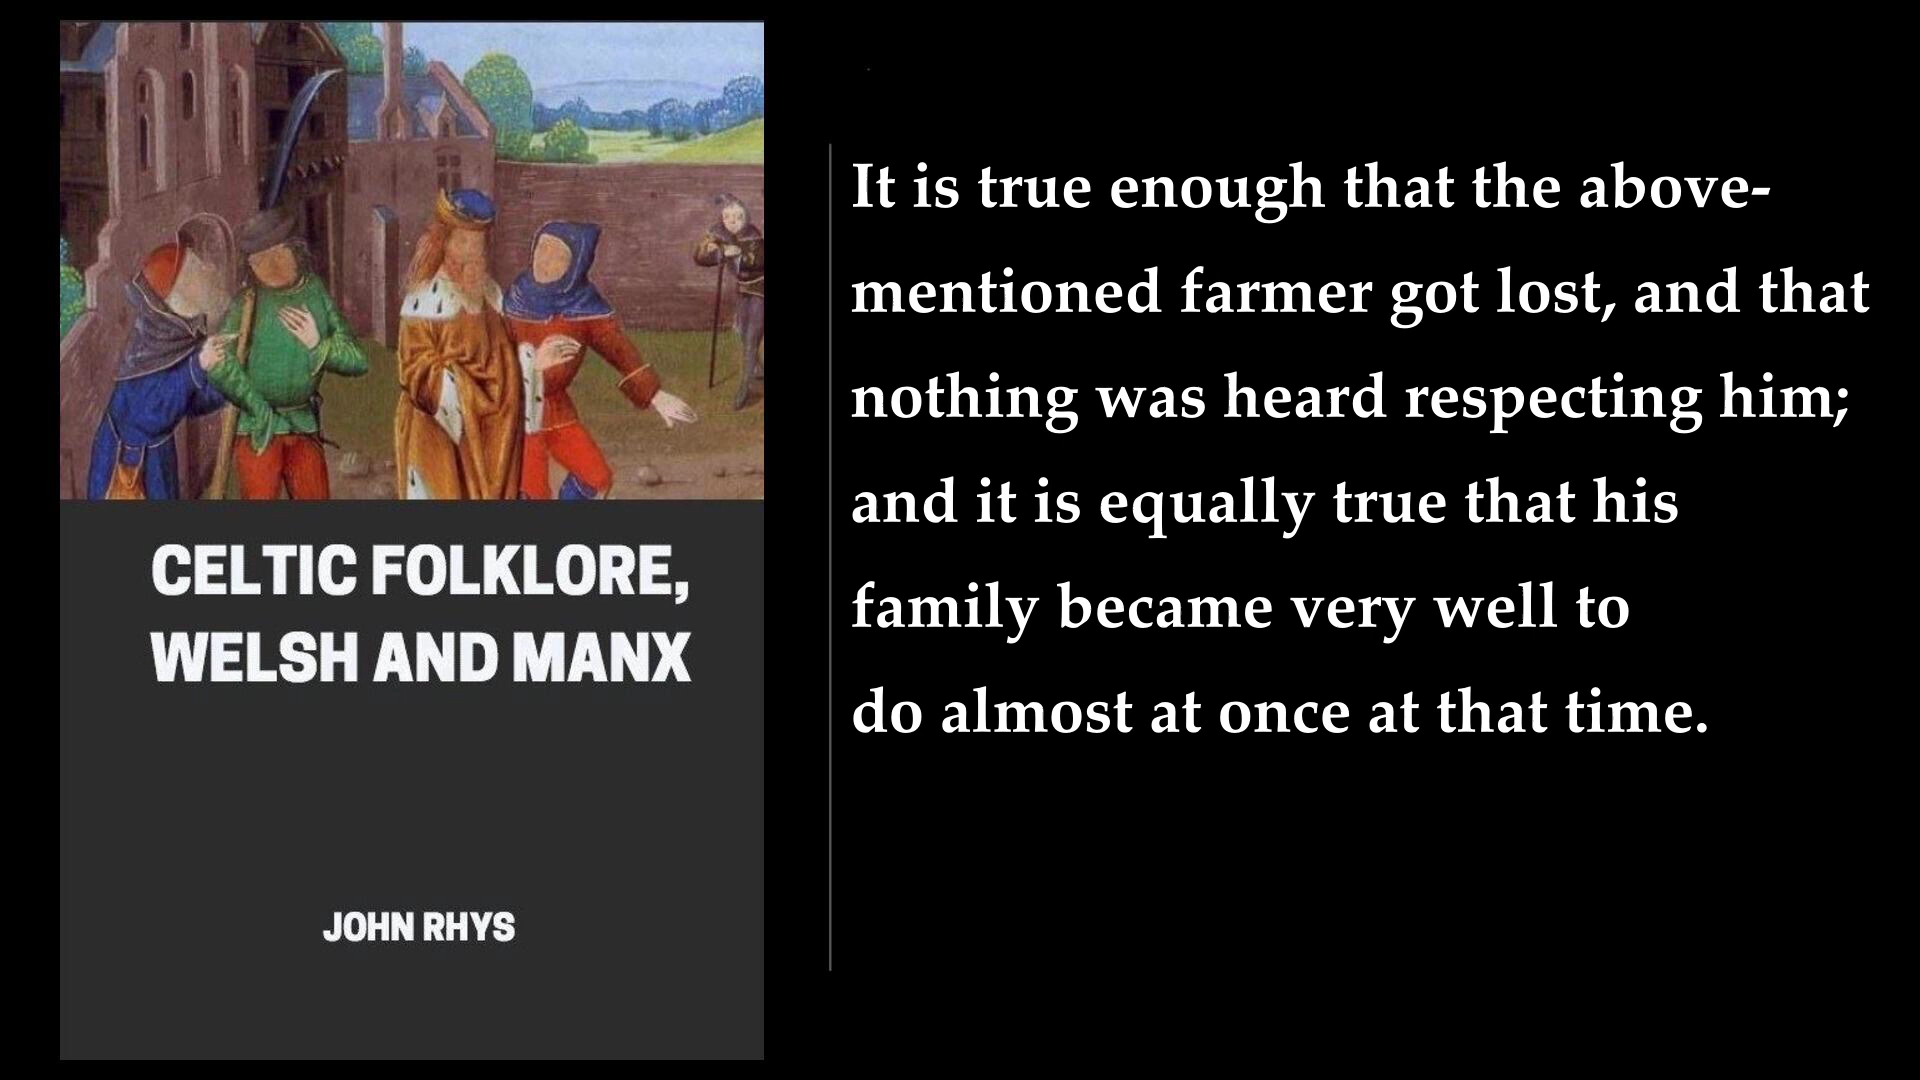 CELTIC FOLKLORE,
WELSH AND MANX
JOHN RHYS
It is true enough that the above-
mentioned farmer got lost, and that
nothing was heard respecting him;
and it is equally true that his
family became very well to
do almost at once at that time.